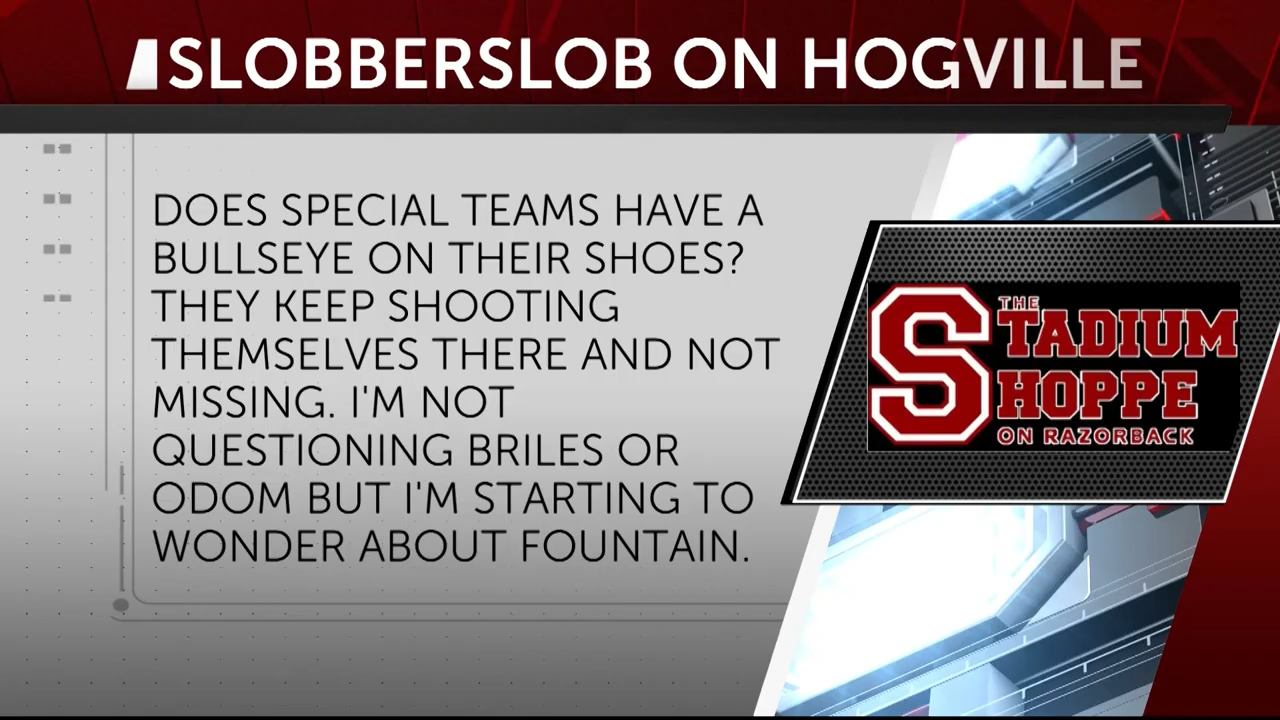 SLOBBERSLOB ON HOGVILLE
DOES SPECIAL TEAMS HAVE A
BULLSEYE ON THEIR SHOES?
THEY KEEP SHOOTING
THEMSELVES THERE AND NOT
MISSING. I'M NOT
QUESTIONING BRILES OR
ODOM BUT I'M STARTING TO
WONDER ABOUT FOUNTAIN.
THE
STADIUM
SHOPPE
ON RAZORBACK